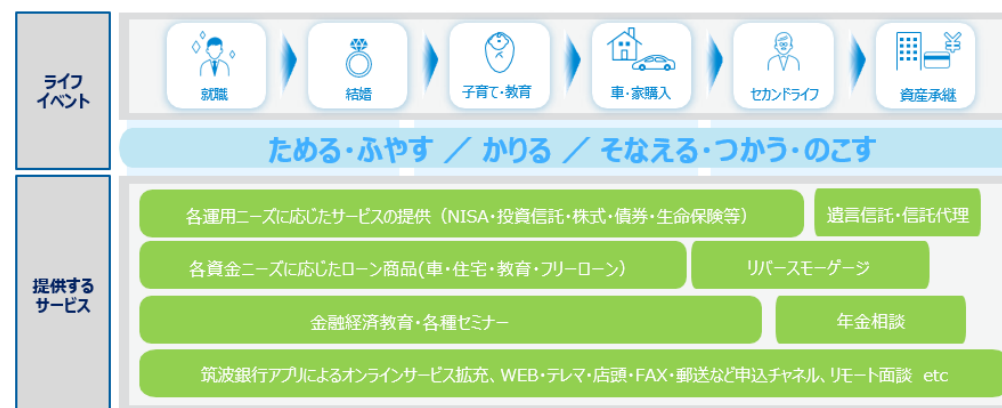 ライフ
イベント
就職
結婚
子育て・教育
車・家購入
セカンドライフ
資産承継
ためる・ふやす ／ かりる ／ そなえる・つかう・のこす
提供する
サービス
各運用ニーズに応じたサービスの提供（NISA・投資信託・株式・債券・生命保険等）
遺言信託・信託代理
各資金ニーズに応じたローン商品(車・住宅・教育・フリーローン）
リバースモーゲージ
金融経済教育・各種セミナー
年金相談
筑波銀行アプリによるオンラインサービス拡充、WEB・テレマ・店頭・FAX・郵送など申込チャネル、リモート面談 etc